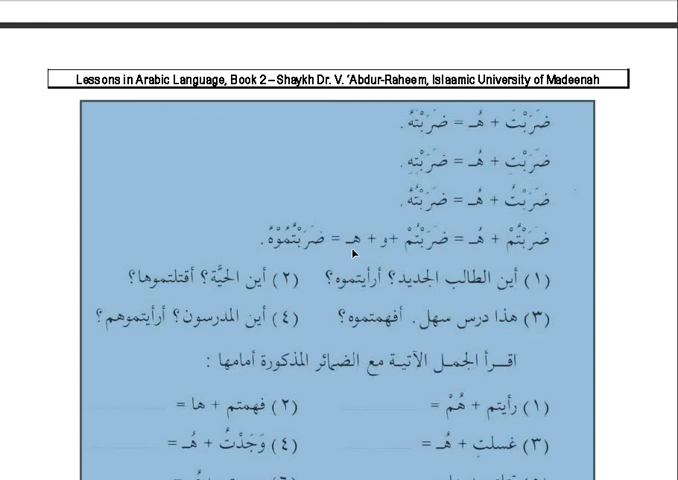 Lessons in Arabic Language, Book 2 – Shaykh Dr. V. 'Abdur-Raheem, Islaamic University of Madeenah
ضَرَبْتَ + هُـ = ضَرَبْتَهُ.
ضَرَبْتِ + هُـ = ضَرَبْتِهِ.
ضَرَبْتُ + هُـ = ضَرَبْتُهُ.
ضَرَبْتُمْ + هُـ = ضَرَبْتُمْ + و + هـ = ضَرَبْتُمُوْهُ.
(١) أين الطالب الجديد؟ أرأيتموه؟ (٢) أين الحيَّة؟ أقتلتموها؟
(٣) هذا درس سهل. أفهمتموه؟ (٤) أين المدرسون؟ أرأيتموهم؟
اقـرأ الجمـل الآتيـة مع الضمائر المذكورة أمامها :
(١) رأيتم + هُمْ = (٢) فهمتم + ها =
(٣) غسلتِ + هُـ = (٤) وَجَدْتُ + هُـ =